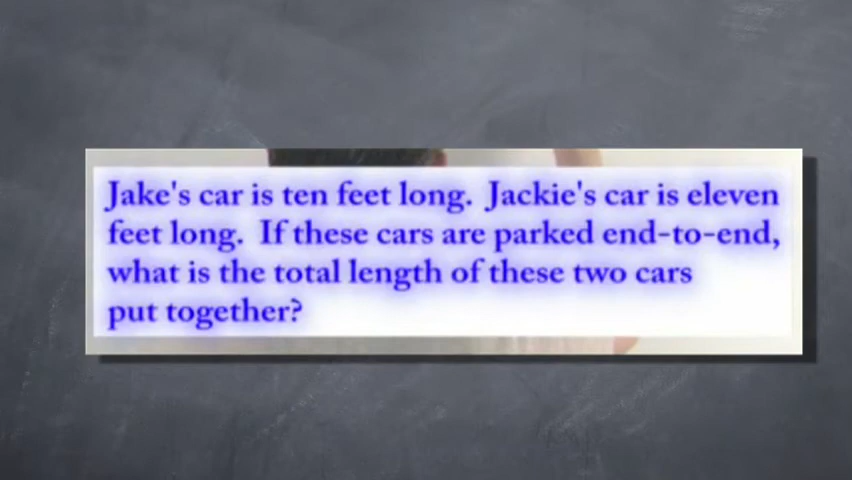 Jake's car is ten feet long.  Jackie's car is eleven
feet long.  If these cars are parked end-to-end,
what is the total length of these two cars
put together?